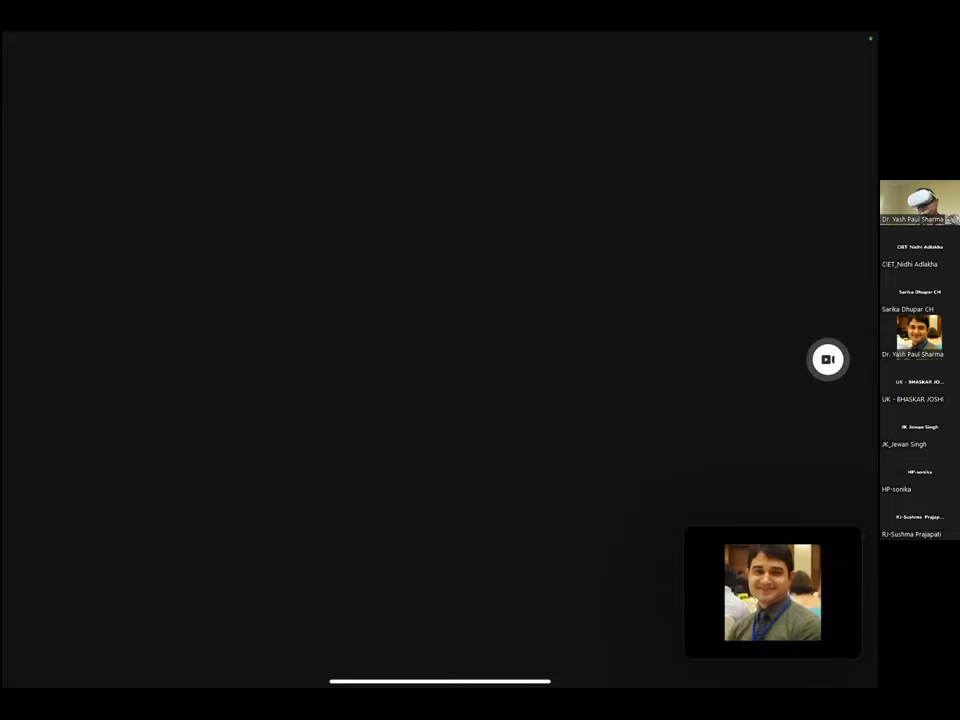 Dr. Yash Paul Sharma
CIET_Nidhi Adlakha
CIET_Nidhi Adlakha
Sarika Dhupar CH
Sarika Dhupar CH
Dr. Yash Paul Sharma
UK - BHASKAR JO...
UK - BHASKAR JOSHI
JK_Jewan Singh
JK_Jewan Singh
HP-sonika
HP-sonika
RJ-Sushma Prajap...
RJ-Sushma Prajapati